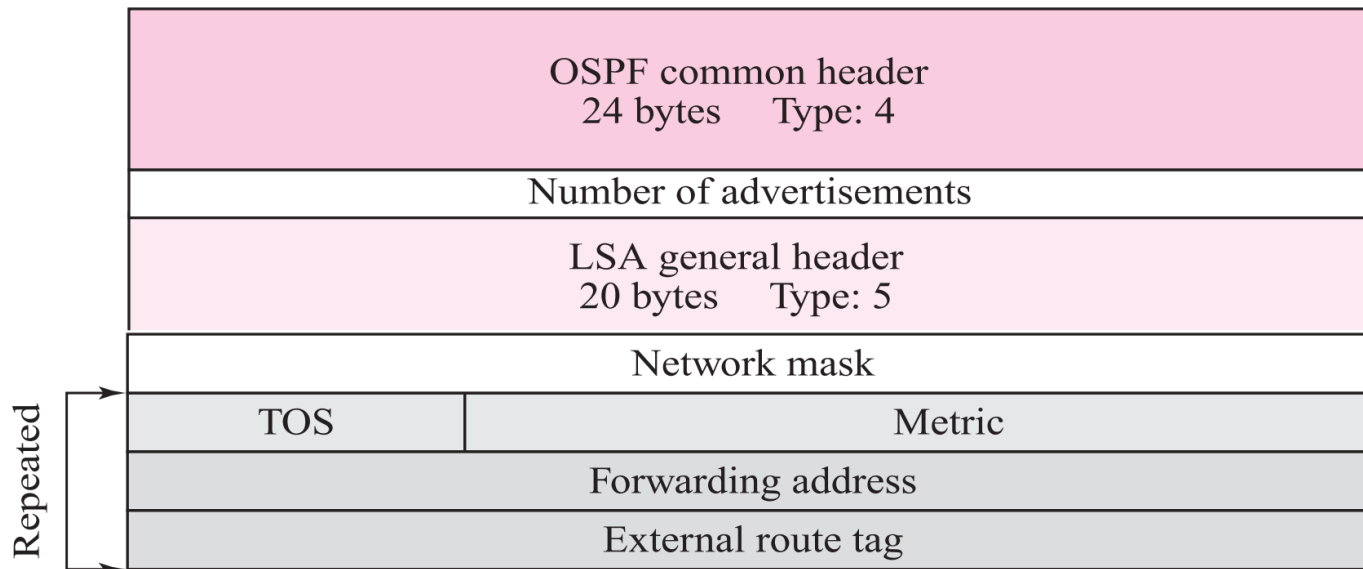 OSPF common header
24 bytes Type: 4
Number of advertisements
LSA general header
20 bytes Type: 5
Network mask
Repeated
TOS Metric
Forwarding address
External route tag